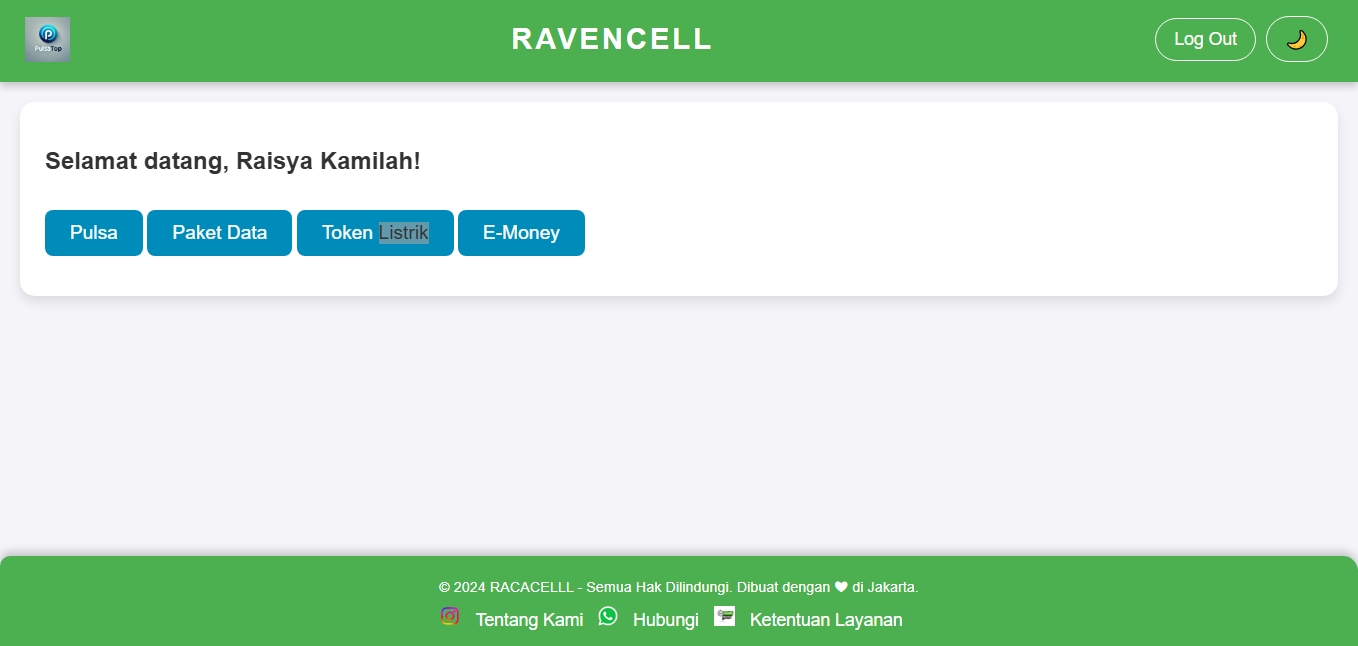 PulsaTop
RAVENCELL
Log Out
Selamat datang, Raisya Kamilah!
Pulsa
Paket Data
Token Listrik
E-Money
© 2024 RACACELLL - Semua Hak Dilindungi. Dibuat dengan ❤ di Jakarta.
Tentang Kami
Hubungi
Ketentuan Layanan